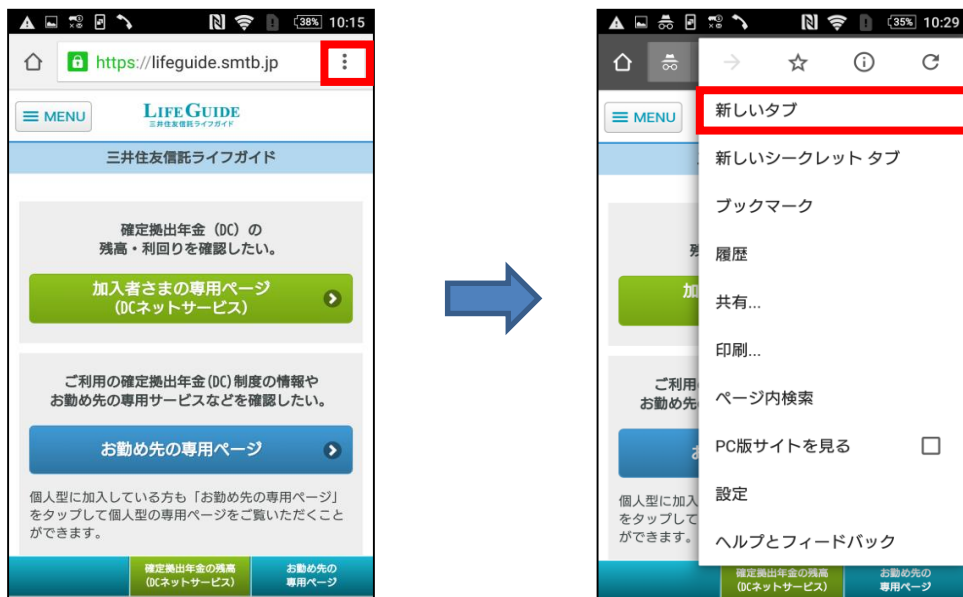 38% 10:15
https://lifeguide.smtb.jp
MENU
LIFE GUIDE
三井住友信託ライフガイド
三井住友信託ライフガイド
確定拠出年金（DC）の
残高・利回りを確認したい。
加入者さまの専用ページ
（DCネットサービス）
ご利用の確定拠出年金(DC)制度の情報や
お勤め先の専用サービスなどを確認したい。
お勤め先の専用ページ
個人型に加入している方も「お勤め先の専用ページ」
をタップして個人型の専用ページをご覧いただくこと
ができます。
確定拠出年金の残高
（DCネットサービス）
お勤め先の
専用ページ
35% 10:29
MENU
新しいタブ
新しいシークレット タブ
ブックマーク
履歴
共有...
印刷...
ページ内検索
PC版サイトを見る
設定
ヘルプとフィードバック
残
加
ご利用
お勤め先
個人型に加入
をタップして
ができます。
確定拠出年金の残高
（DCネットサービス）
お勤め先の
専用ページ